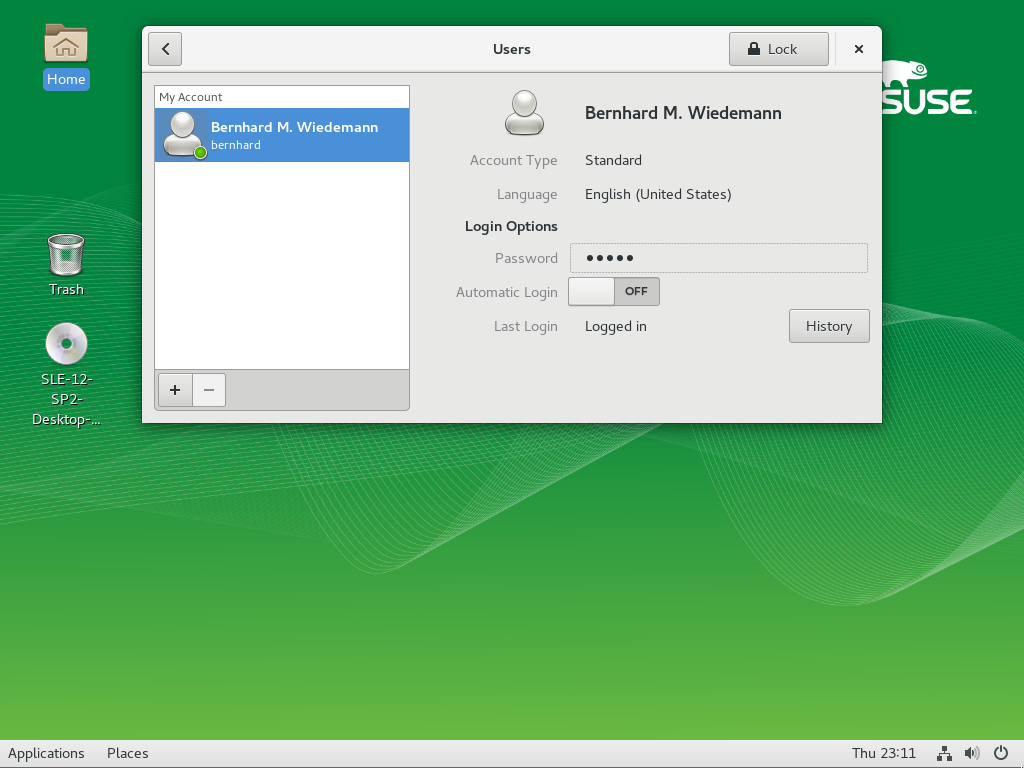 Home
Trash
SLE-12-
SP2-
Desktop-...
Users
Lock
My Account
Bernhard M. Wiedemann
bernhard
Bernhard M. Wiedemann
Account Type Standard
Language English (United States)
Login Options
Password ●●●●●
Automatic Login OFF
Last Login Logged in History
SUSE
Applications Places Thu 23:11